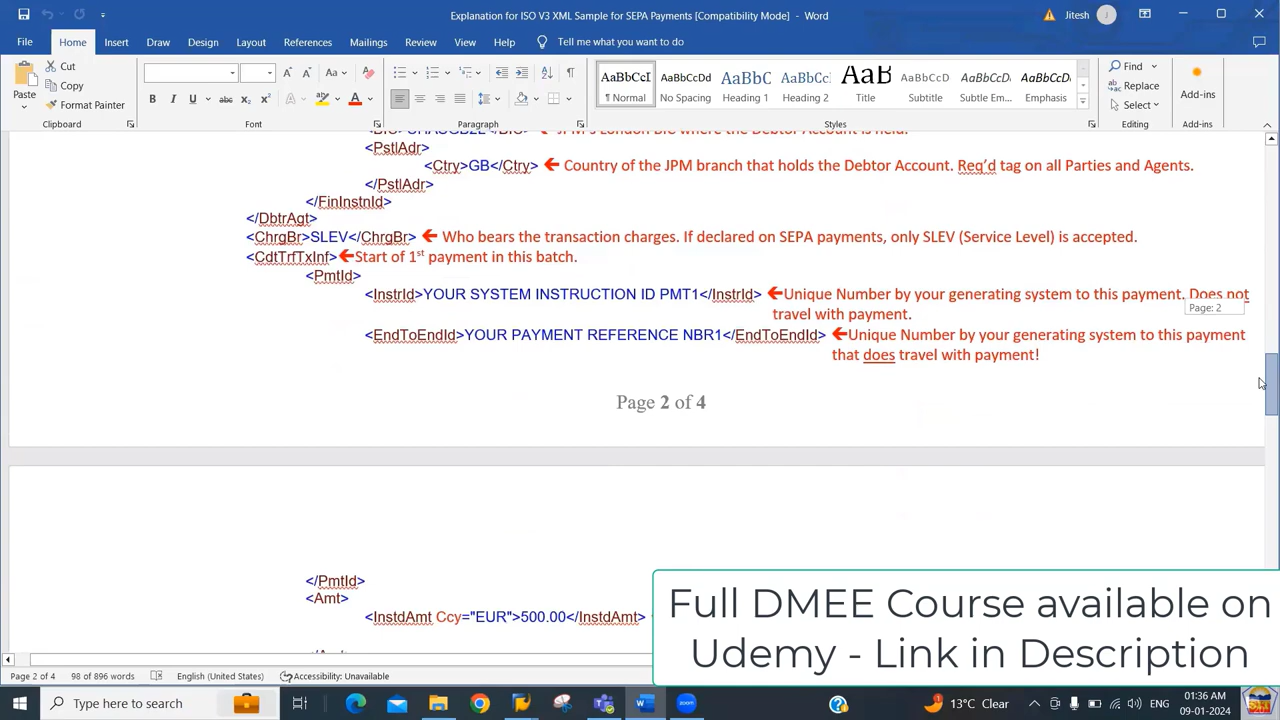 Explanation for ISO V3 XML Sample for SEPA Payments [Compatibility Mode] - Word
Jitesh
File Home Insert Draw Design Layout References Mailings Review View Help Tell me what you want to do
Paste
Cut
Copy
Format Painter
Clipboard
Font
Paragraph
AaBbCcI AaBbCcDd AaBbC AaBbCc AaBb AaBbCcD AaBbCcDd AaBbCcI
¶ Normal No Spacing Heading 1 Heading 2 Title Subtitle Subtle Em... Emphasis
Styles
Find
Replace
Select
Editing
Add-ins
Add-ins
<PstlAdr>
<Ctry>GB</Ctry> Country of the JPM branch that holds the Debtor Account. Req'd tag on all Parties and Agents.
</PstlAdr>
</FinInstnId>
</DbtrAgt>
<ChrgBr>SLEV</ChrgBr> Who bears the transaction charges. If declared on SEPA payments, only SLEV (Service Level) is accepted.
<CdtTrfTxInf>Start of 1st payment in this batch.
<PmtId>
<InstrId>YOUR SYSTEM INSTRUCTION ID PMT1</InstrId> Unique Number by your generating system to this payment. Does not
travel with payment.
Page: 2
<EndToEndId>YOUR PAYMENT REFERENCE NBR1</EndToEndId> Unique Number by your generating system to this payment
that does travel with payment!
Page 2 of 4
</PmtId>
<Amt>
<InstdAmt Ccy="EUR">500.00</InstdAmt>
Full DMEE Course available on
Udemy - Link in Description
Page 2 of 4 98 of 896 words English (United States) Accessibility: Unavailable
Type here to search
13°C Clear
01:36 AM
09-01-2024